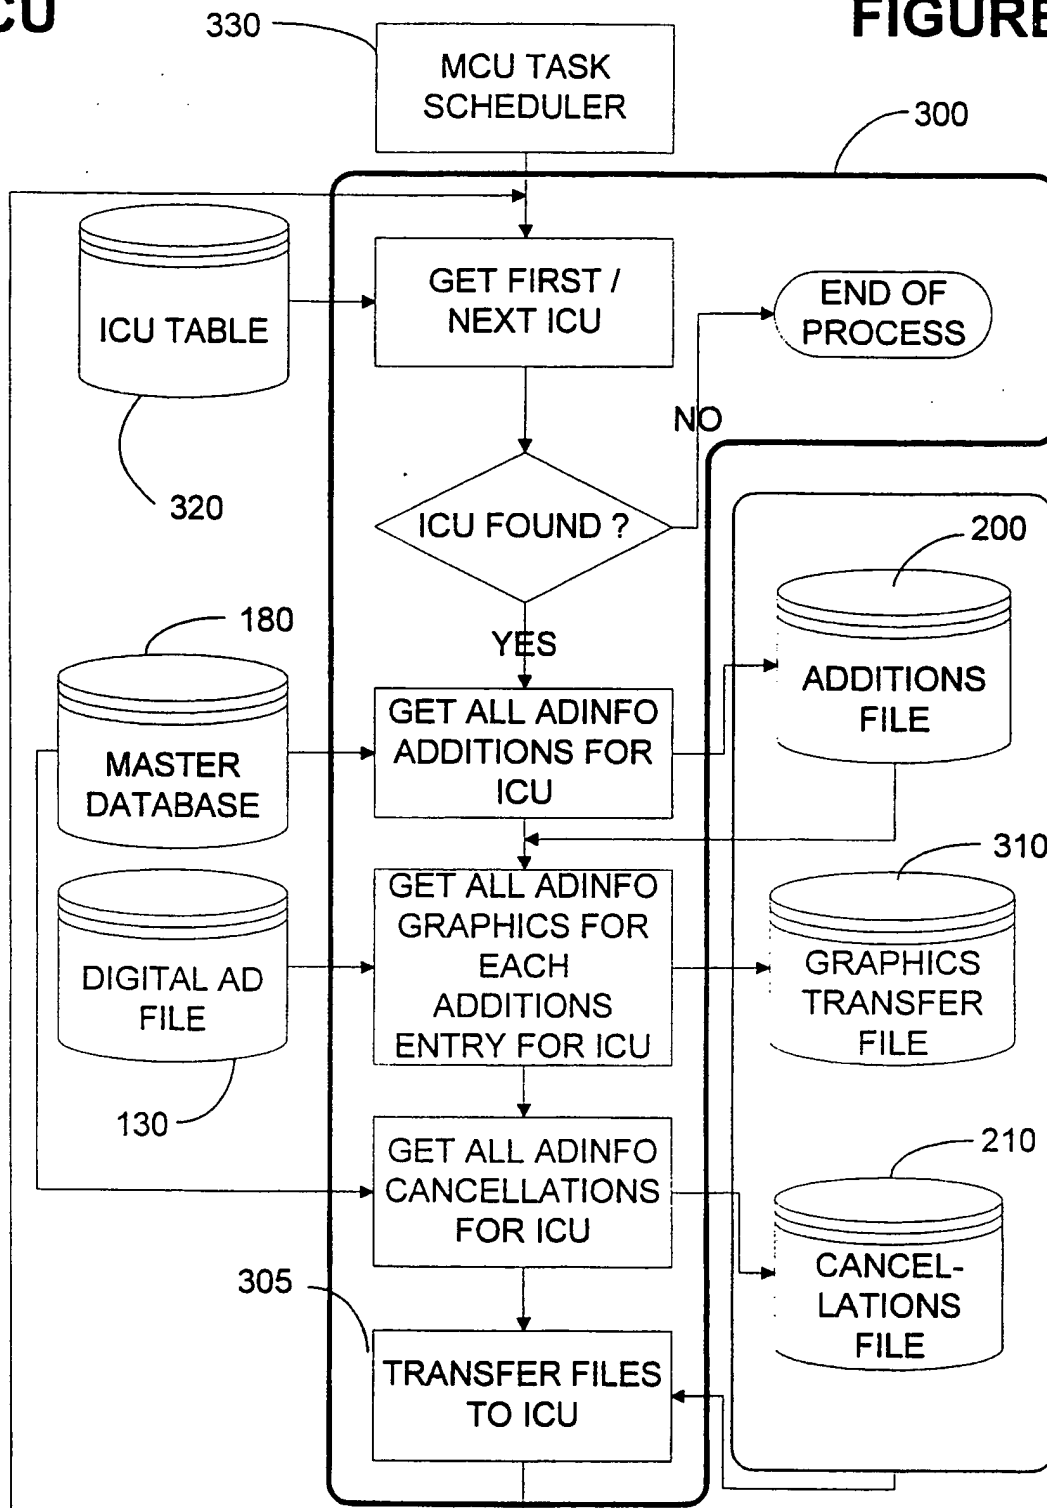 CU
FIGURE
330
MCU TASK
SCHEDULER
300
GET FIRST /
NEXT ICU
END OF
PROCESS
ICU TABLE
320
NO
ICU FOUND ?
200
YES
180
ADDITIONS
FILE
GET ALL ADINFO
ADDITIONS FOR
ICU
MASTER
DATABASE
310
GET ALL ADINFO
GRAPHICS FOR
EACH
ADDITIONS
ENTRY FOR ICU
DIGITAL AD
FILE
GRAPHICS
TRANSFER
FILE
130
210
GET ALL ADINFO
CANCELLATIONS
FOR ICU
CANCEL-
LATIONS
FILE
305
TRANSFER FILES
TO ICU